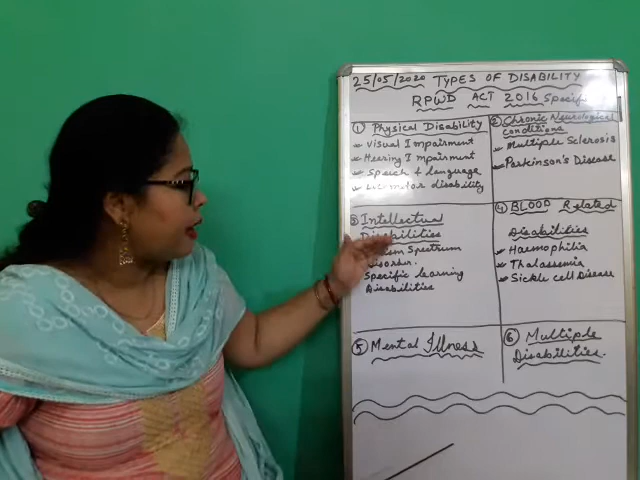 25/05/2020 TYPES OF DISABILITY
RPWD ACT 2016 Specifi
① Physical Disability
Visual Impairment
Hearing Impairment
Speech & language
Locomotor disability
② Chronic Neurological
conditions
Multiple Sclerosis
Parkinson's Disease
③ Intellectual
Disabilities
Spectrum
Specific learning
Disabilities
④ BLOOD Related
Disabilities
Haemophilia
Thalassemia
Sickle cell Disease
⑤ Mental Illness
⑥ Multiple
Disabilities.